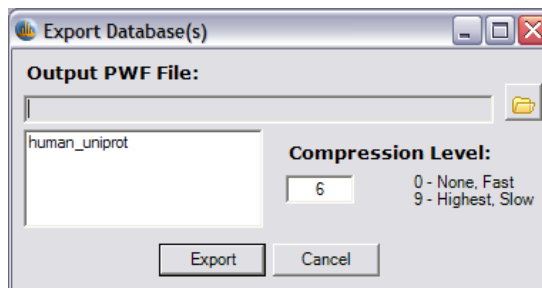 Export Database(s)
Output PWF File:
human_uniprot
Compression Level:
6
0 - None, Fast
9 - Highest, Slow
Export
Cancel